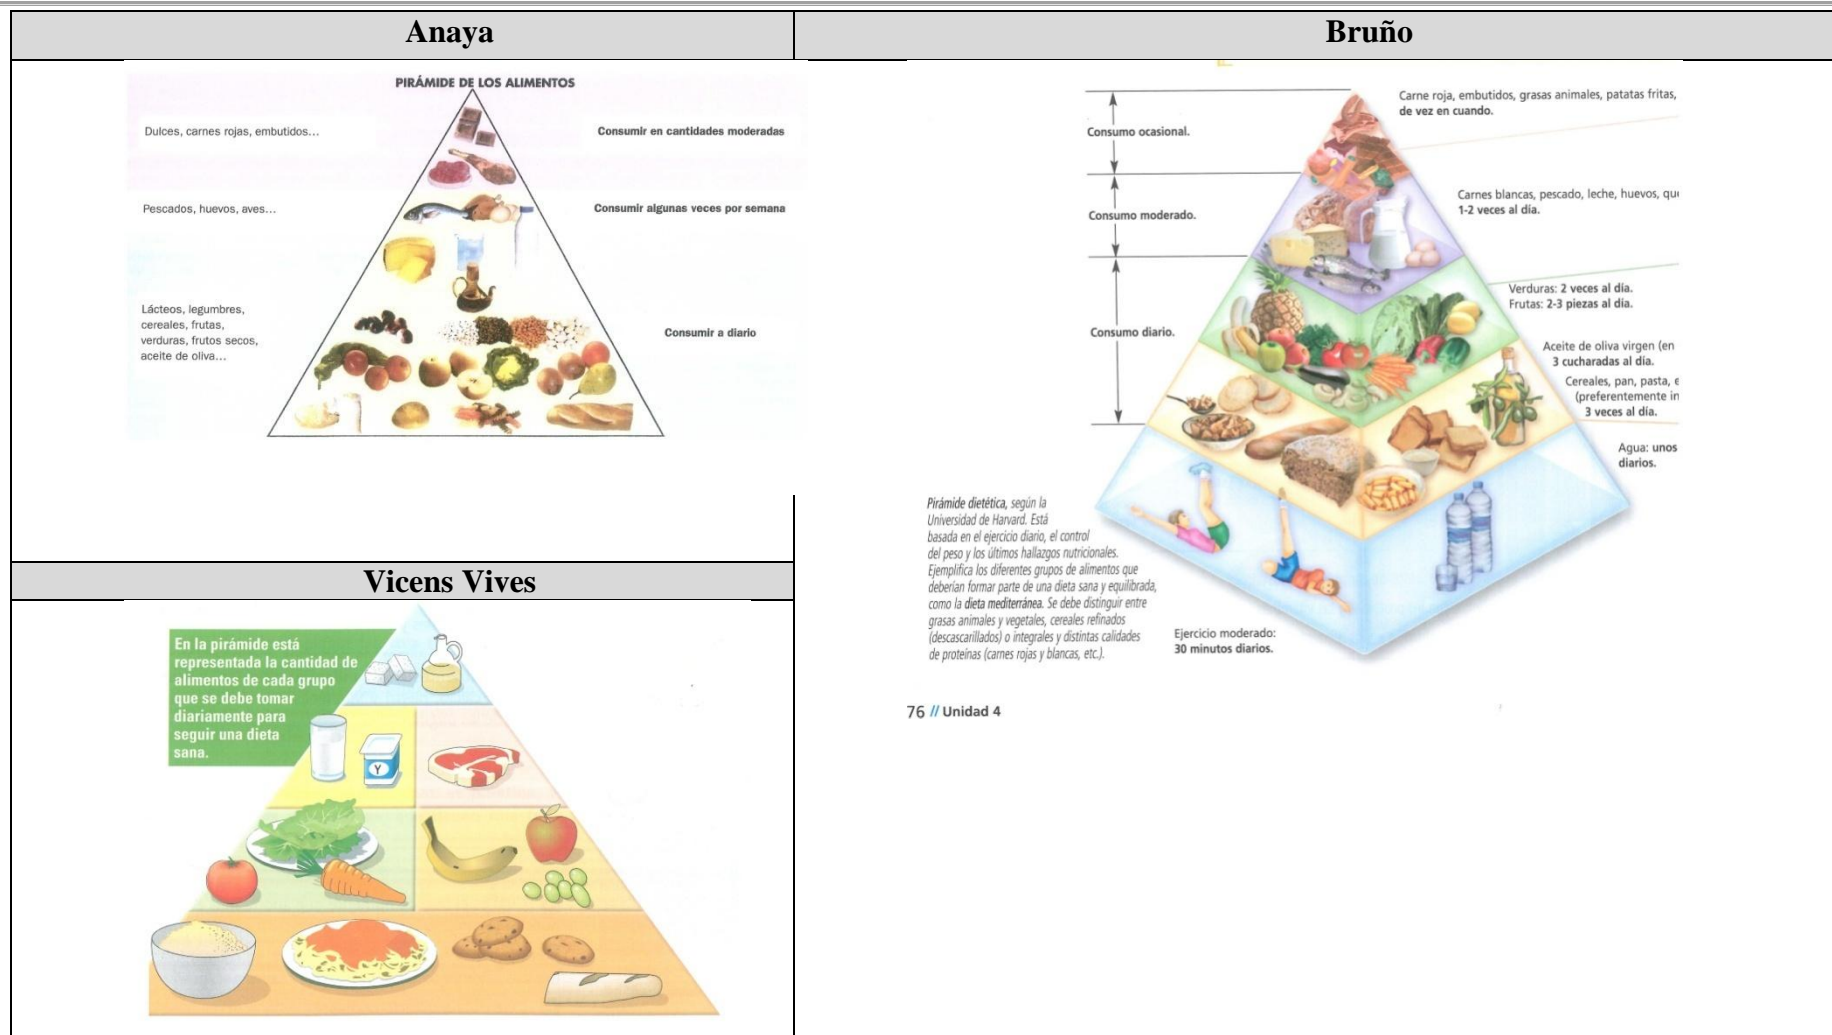 Anaya
PIRÁMIDE DE LOS ALIMENTOS
Dulces, carnes rojas, embutidos...
Consumir en cantidades moderadas
Pescados, huevos, aves...
Consumir algunas veces por semana
Lácteos, legumbres,
cereales, frutas,
verduras, frutos secos,
aceite de oliva...
Consumir a diario
Bruño
Consumo ocasional.
Carne roja, embutidos, grasas animales, patatas fritas,
de vez en cuando.
Consumo moderado.
Carnes blancas, pescado, leche, huevos,
1-2 veces al día.
Consumo diario.
Verduras: 2 veces al día.
Frutas: 2-3 piezas al día.
Aceite de oliva virgen (en
3 cucharadas al día.
Cereales, pan, pasta,
(preferentemente in
3 veces al día.
Agua: unos
diarios.
Pirámide dietética, según la
Universidad de Harvard. Está
basada en el ejercicio diario, el control
del peso y los últimos hallazgos nutricionales.
Ejemplifica los diferentes grupos de alimentos que
deberían formar parte de una dieta sana y equilibrada,
como la dieta mediterránea. Se debe distinguir entre
grasas animales y vegetales, cereales refinados
(descascarillados) o integrales y distintas calidades
de proteínas (carnes rojas y blancas, etc.).
Ejercicio moderado:
30 minutos diarios.
76 // Unidad 4
Vicens Vives
En la pirámide está
representada la cantidad de
alimentos de cada grupo
que se debe tomar
diariamente para
seguir una dieta
sana.
Y